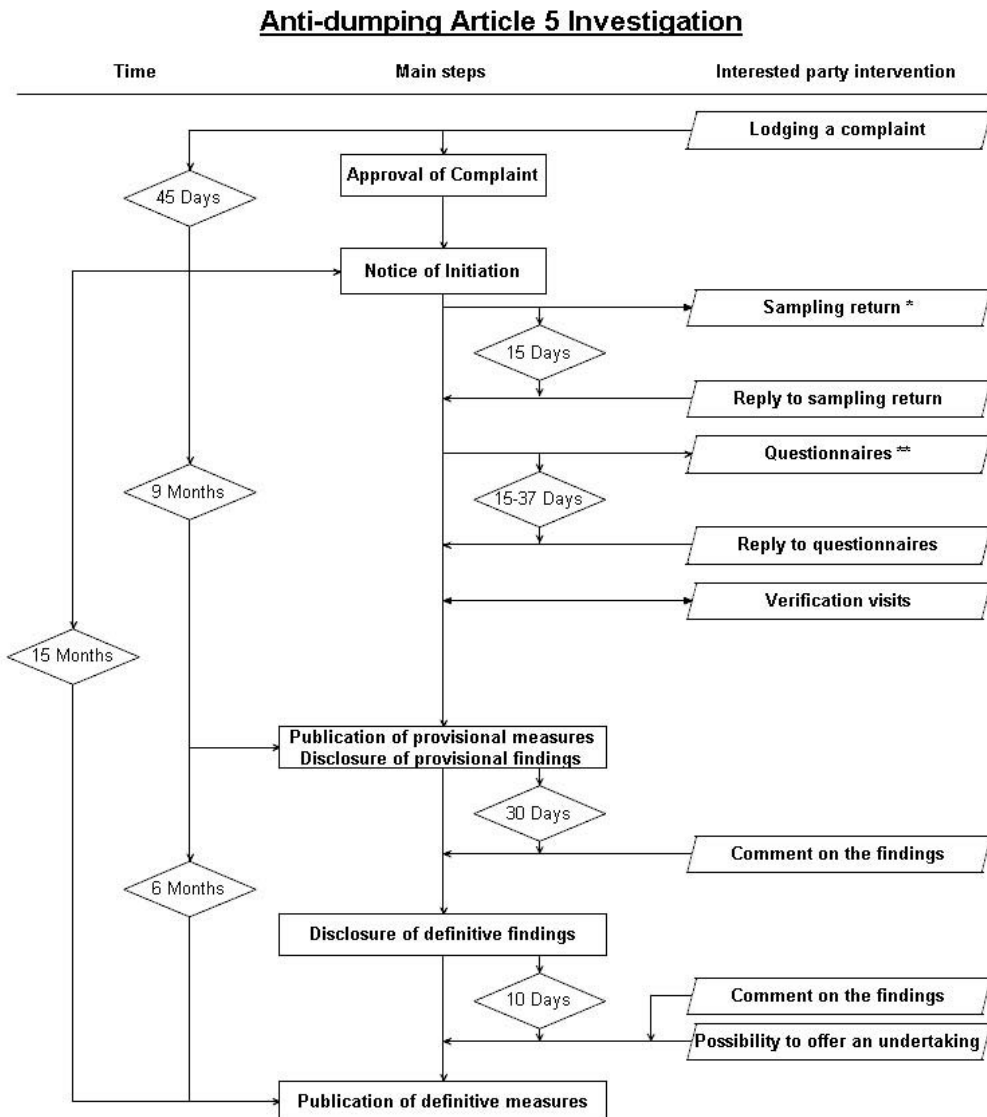 Anti-dumping Article 5 Investigation
Time
Main steps
Interested party intervention
Lodging a complaint
Approval of Complaint
45 Days
Notice of Initiation
Sampling return *
15 Days
Reply to sampling return
Questionnaires **
9 Months
15-37 Days
Reply to questionnaires
Verification visits
15 Months
Publication of provisional measures
Disclosure of provisional findings
30 Days
Comment on the findings
6 Months
Disclosure of definitive findings
10 Days
Comment on the findings
Possibility to offer an undertaking
Publication of definitive measures